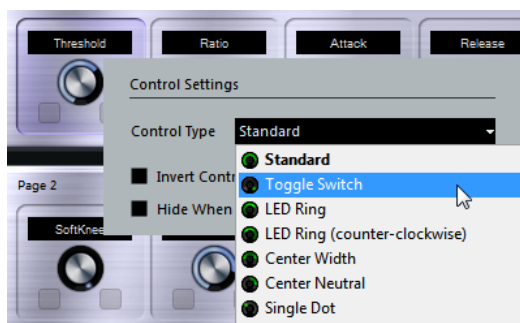 Threshold Ratio Attack Release
Control Settings
Control Type Standard
Standard
Invert Contr
Toggle Switch
Page 2
Hide When
LED Ring
SoftKnee
LED Ring (counter-clockwise)
Center Width
Center Neutral
Single Dot